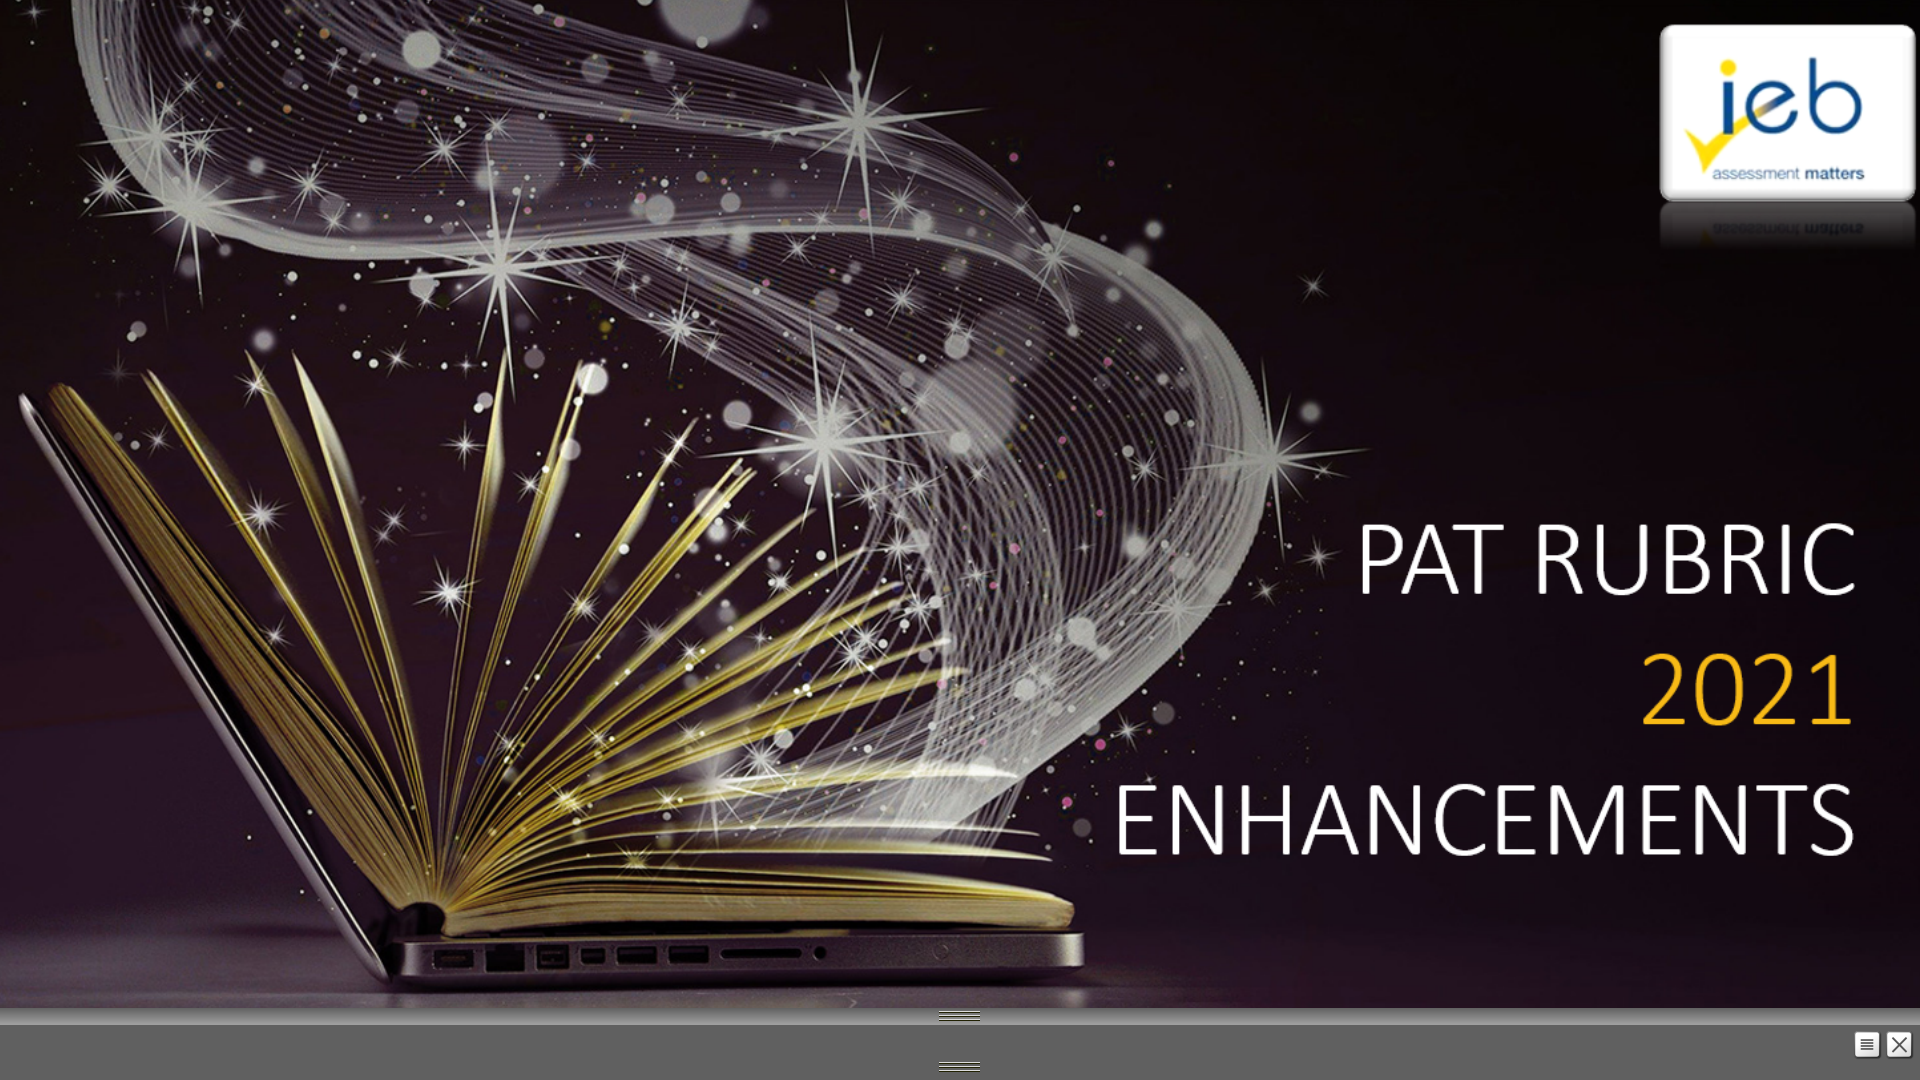 ieb
assessment matters
PAT RUBRIC
2021
ENHANCEMENTS